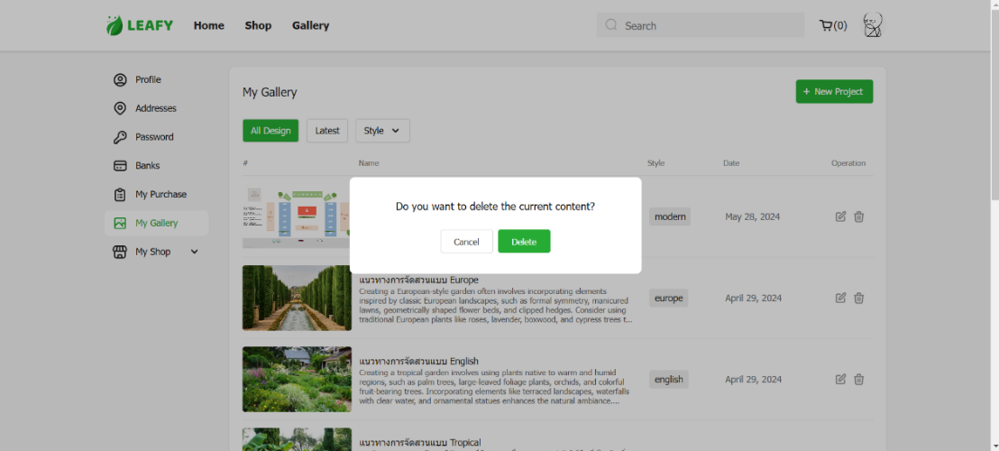 LEAFY
Home
Shop
Gallery
Search
(0)
Profile
Addresses
Password
Banks
My Purchase
My Gallery
My Shop
My Gallery
+ New Project
All Design
Latest
Style
# Name Style Date Operation
modern
May 28, 2024
Do you want to delete the current content?
Cancel
Delete
แนวทางการจัดสวนแบบ Europe
Creating a European-style garden often involves incorporating elements
inspired by classic European landscapes, such as formal symmetry, manicured
lawns, geometrically shaped flower beds, and clipped hedges. Consider using
traditional European plants like roses, lavender, boxwood, and cypress trees t...
europe
April 29, 2024
แนวทางการจัดสวนแบบ English
Creating a tropical garden involves using plants native to warm and humid
regions, such as palm trees, large-leaved foliage plants, orchids, and colorful
fruit-bearing trees. Incorporating elements like terraced landscapes, waterfalls
with clear water, and ornamental statues enhances the natural ambiance....
english
April 29, 2024
แนวทางการจัดสวนแบบ Tropical